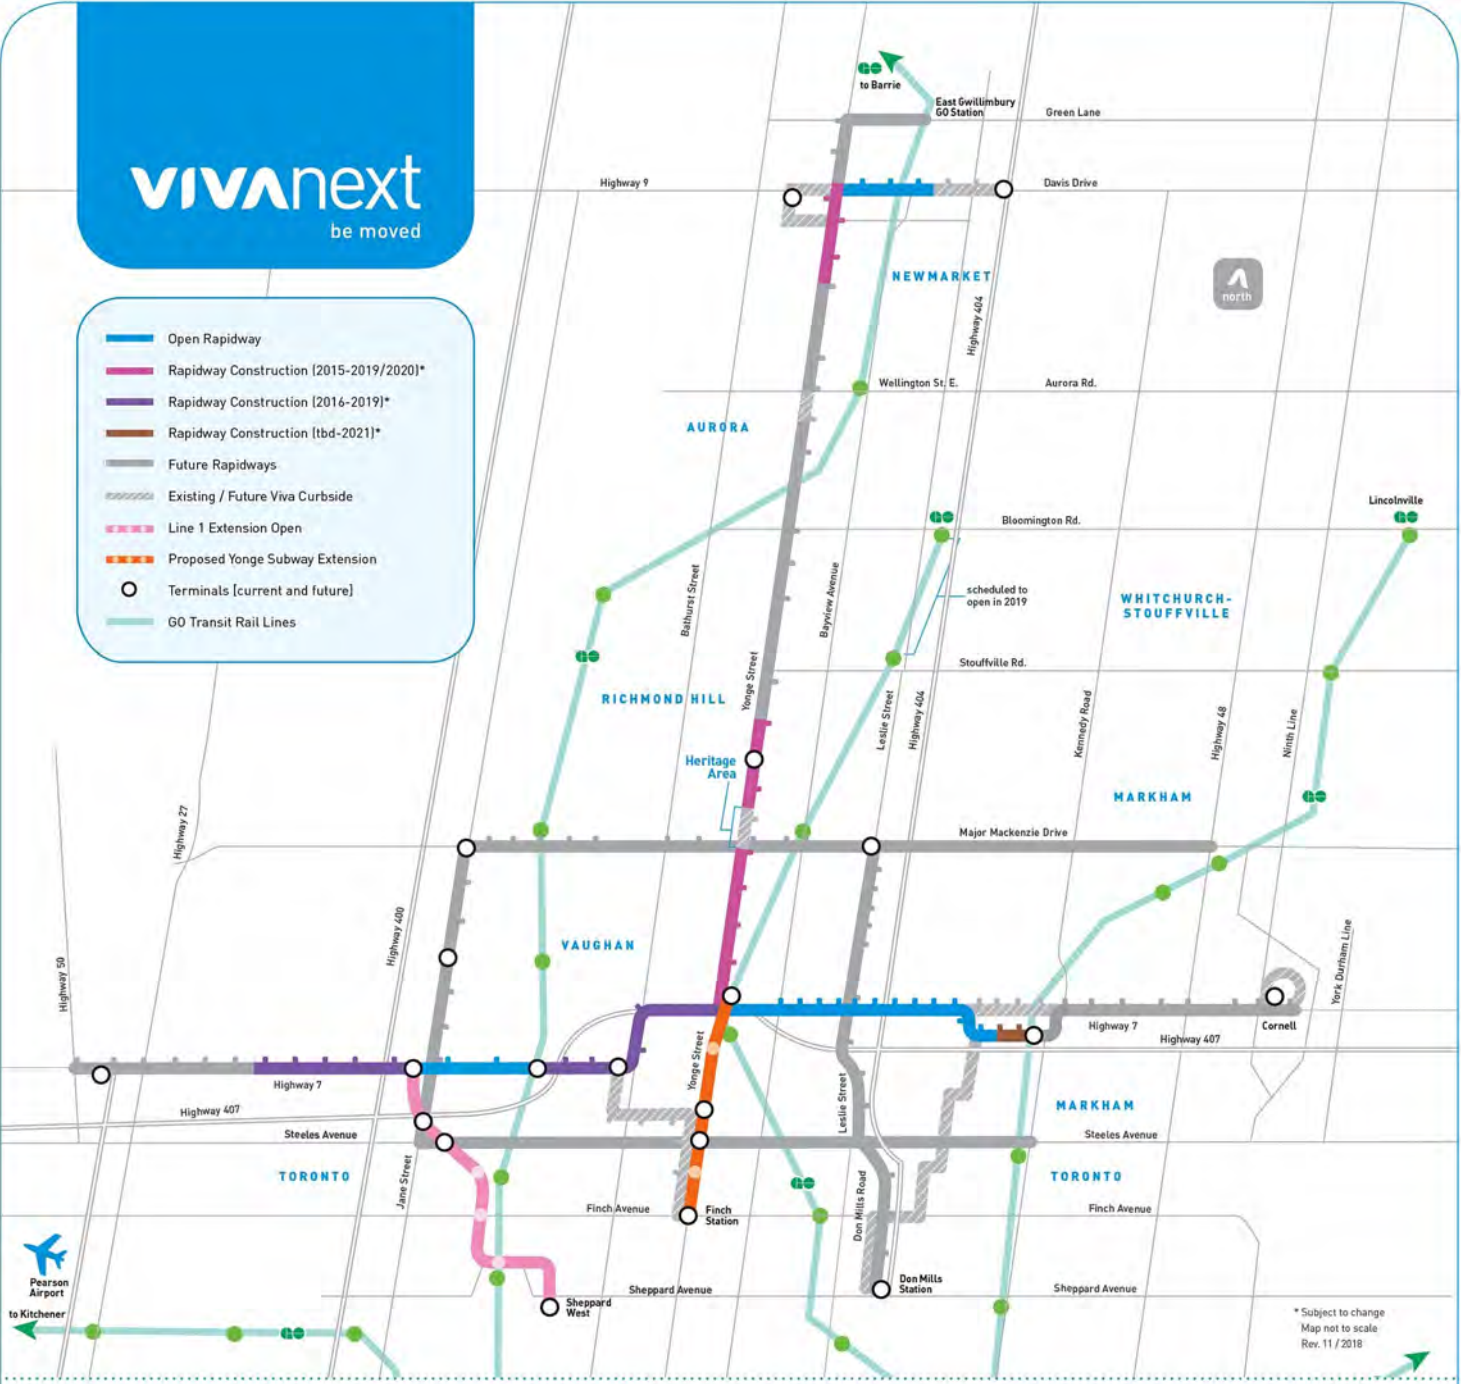 vivanext
be moved
Open Rapidway
Rapidway Construction (2015-2019/2020)*
Rapidway Construction (2016-2019)*
Rapidway Construction (tbd-2021)*
Future Rapidways
Existing / Future Viva Curbside
Line 1 Extension Open
Proposed Yonge Subway Extension
Terminals (current and future)
GO Transit Rail Lines
GO
to Barrie
East Gwillimbury
GO Station
Green Lane
Highway 9
Davis Drive
NEWMARKET
north
Highway 404
Wellington St. E.
Aurora Rd.
AURORA
Lincolnville
GO
GO
Bloomington Rd.
Bathurst Street
Bayview Avenue
scheduled to
open in 2019
WHITCHURCH-
STOUFFVILLE
GO
Yonge Street
Stouffville Rd.
RICHMOND HILL
Leslie Street
Highway 404
Kennedy Road
Highway 48
Ninth Line
Heritage
Area
MARKHAM
GO
Highway 27
Major Mackenzie Drive
Highway 400
VAUGHAN
Highway 50
York Durham Line
Highway 7
Cornell
Highway 407
Yonge Street
Highway 7
Leslie Street
Highway 407
MARKHAM
Steeles Avenue
Steeles Avenue
TORONTO
Jane Street
TORONTO
GO
Don Mills Road
Finch Avenue
Finch
Station
Finch Avenue
Pearson
Airport
Don Mills
Station
Sheppard Avenue
Sheppard Avenue
Sheppard
West
to Kitchener
GO
* Subject to change
Map not to scale
Rev. 11 / 2018